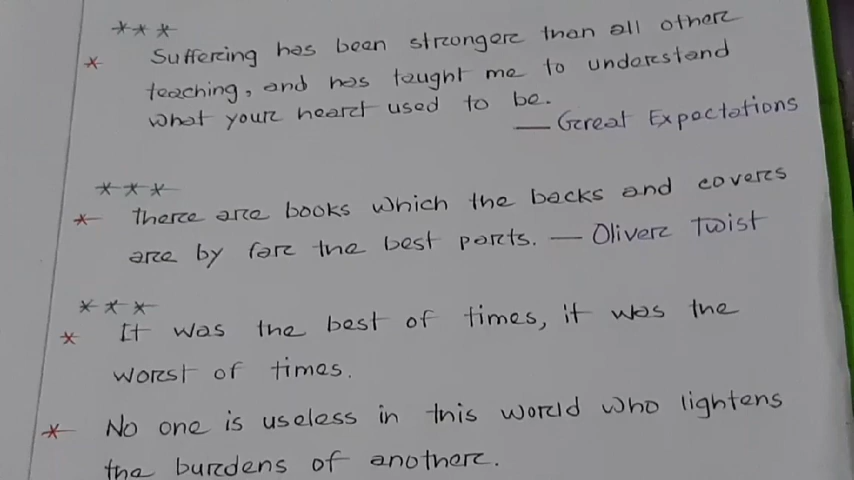 ***
* Suffering has been stronger than all other
teaching, and has taught me to understand
what your heart used to be.
— Great Expectations
***
* There are books which the backs and covers
are by far the best parts. — Oliver Twist
***
* It was the best of times, it was the
worst of times.
* No one is useless in this world who lightens
the burdens of another.